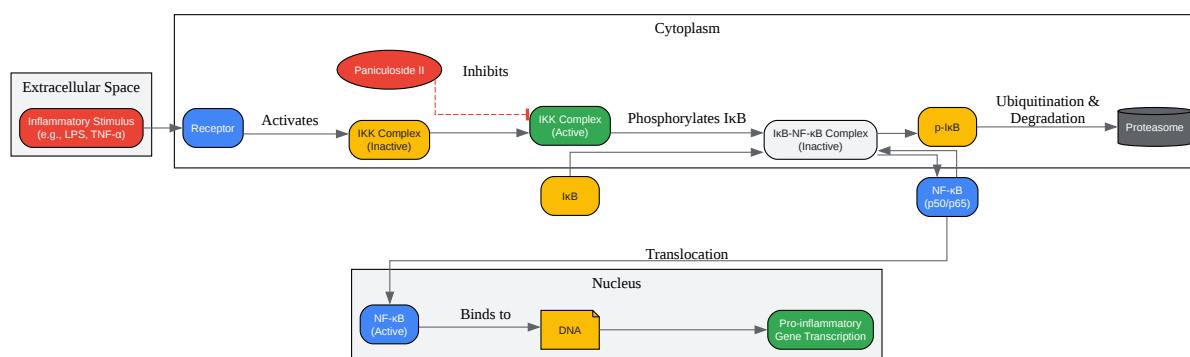 Cytoplasm
Extracellular Space
Inflammatory Stimulus
(e.g., LPS, TNF-α)
Receptor
Activates
Paniculoside II
Inhibits
IKK Complex
(Inactive)
IKK Complex
(Active)
Phosphorylates IκB
IκB-NF-κB Complex
(Inactive)
p-IκB
Ubiquitination &
Degradation
Proteasome
IκB
NF-κB
(p50/p65)
Translocation
Nucleus
NF-κB
(Active)
Binds to
DNA
Pro-inflammatory
Gene Transcription